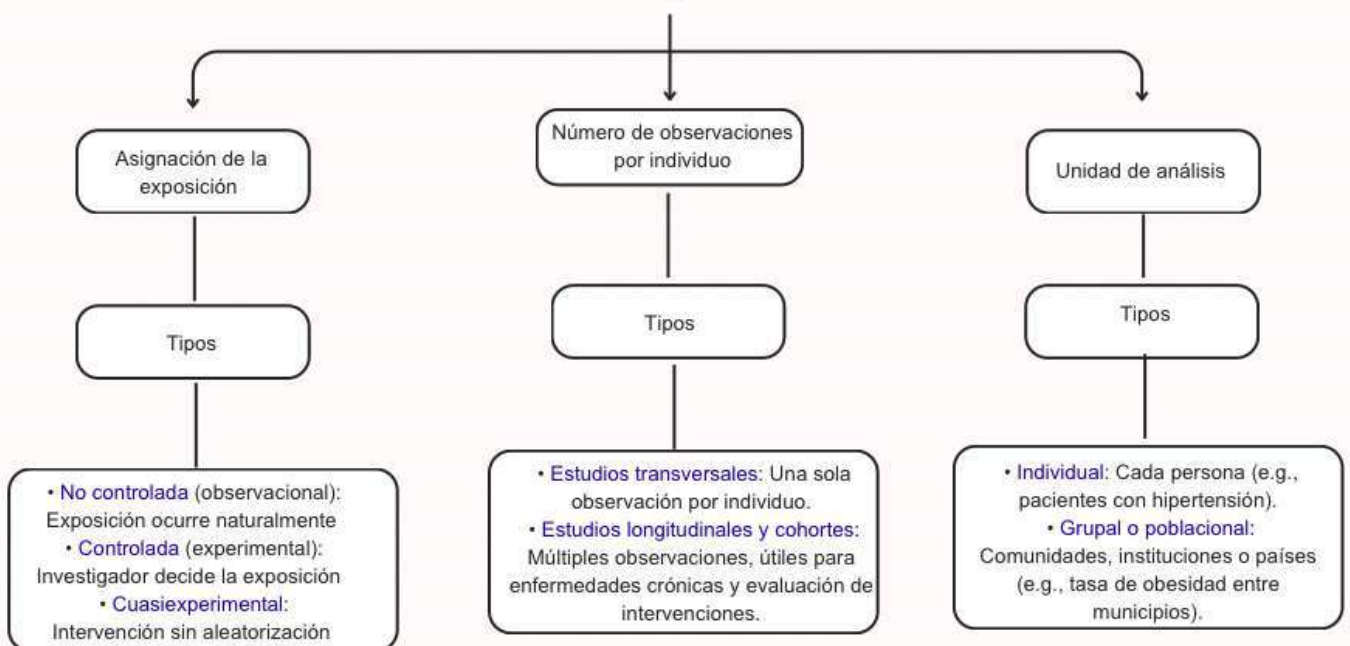 Asignación de la
exposición
Número de observaciones
por individuo
Unidad de análisis
Tipos
Tipos
Tipos
• No controlada (observacional):
Exposición ocurre naturalmente
• Controlada (experimental):
Investigador decide la exposición
• Cuasiexperimental:
Intervención sin aleatorización
• Estudios transversales: Una sola
observación por individuo.
• Estudios longitudinales y cohortes:
Múltiples observaciones, útiles para
enfermedades crónicas y evaluación de
intervenciones.
• Individual: Cada persona (e.g.,
pacientes con hipertensión).
• Grupal o poblacional:
Comunidades, instituciones o países
(e.g., tasa de obesidad entre
municipios).